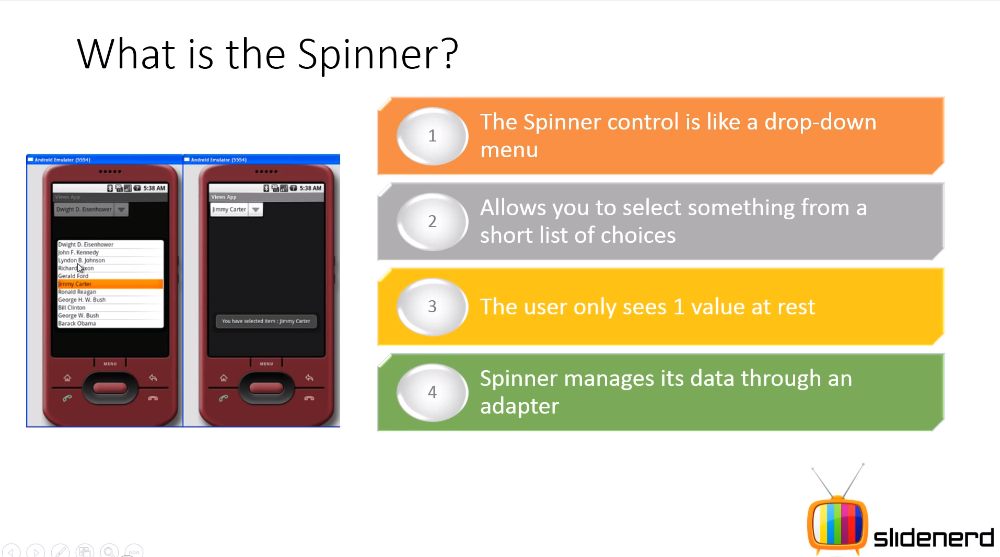 What is the Spinner?
Android Emulator (5554)
Android Emulator (5554)
5:38 AM
Views App
Dwight D. Eisenhower
Dwight D. Eisenhower
John F. Kennedy
Lyndon B. Johnson
Gerald Ford
Jimmy Carter
Ronald Reagan
George H. W. Bush
Bill Clinton
George W. Bush
Barack Obama
MENU
5:38 AM
Views App
Jimmy Carter
You have selected item : Jimmy Carter
MENU
1
The Spinner control is like a drop-down
menu
2
Allows you to select something from a
short list of choices
3
The user only sees 1 value at rest
4
Spinner manages its data through an
adapter
slidenerd